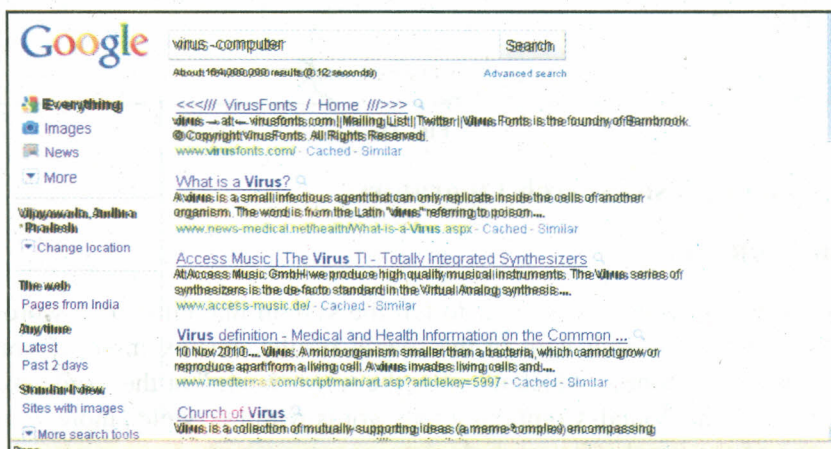 Google
virus -computer
Search
About 164,000,000 results (0.12 seconds)
Advanced search
Everything
Images
News
More
Vijayawada, Andhra
Pradesh
Change location
The web
Pages from India
Any time
Latest
Past 2 days
Standard view
Sites with images
More search tools
<<</// VirusFonts / Home ///>>>
virus → at: ← virusfonts.com || Mailing List || Twitter || Virus Fonts is the foundry of Barnbrook.
© Copyright VirusFonts. All Rights Reserved.
www.virusfonts.com/ - Cached - Similar
What is a Virus?
A virus is a small infectious agent that can only replicate inside the cells of another
organism. The word is from the Latin "virus" referring to poison ...
www.news-medical.net/health/What-is-a-Virus.aspx - Cached - Similar
Access Music | The Virus TI - Totally Integrated Synthesizers
At Access Music GmbH we produce high quality musical instruments. The Virus series of
synthesizers is the de-facto standard in the Virtual Analog synthesis ...
www.access-music.de/ - Cached - Similar
Virus definition - Medical and Health Information on the Common ...
10 Nov 2010 ... Virus: A microorganism smaller than a bacteria, which cannot grow or
reproduce apart from a living cell. A virus invades living cells and ...
www.medterms.com/script/main/art.asp?articlekey=5997 - Cached - Similar
Church of Virus
Virus is a collection of mutually-supporting ideas (a meme-complex) encompassing